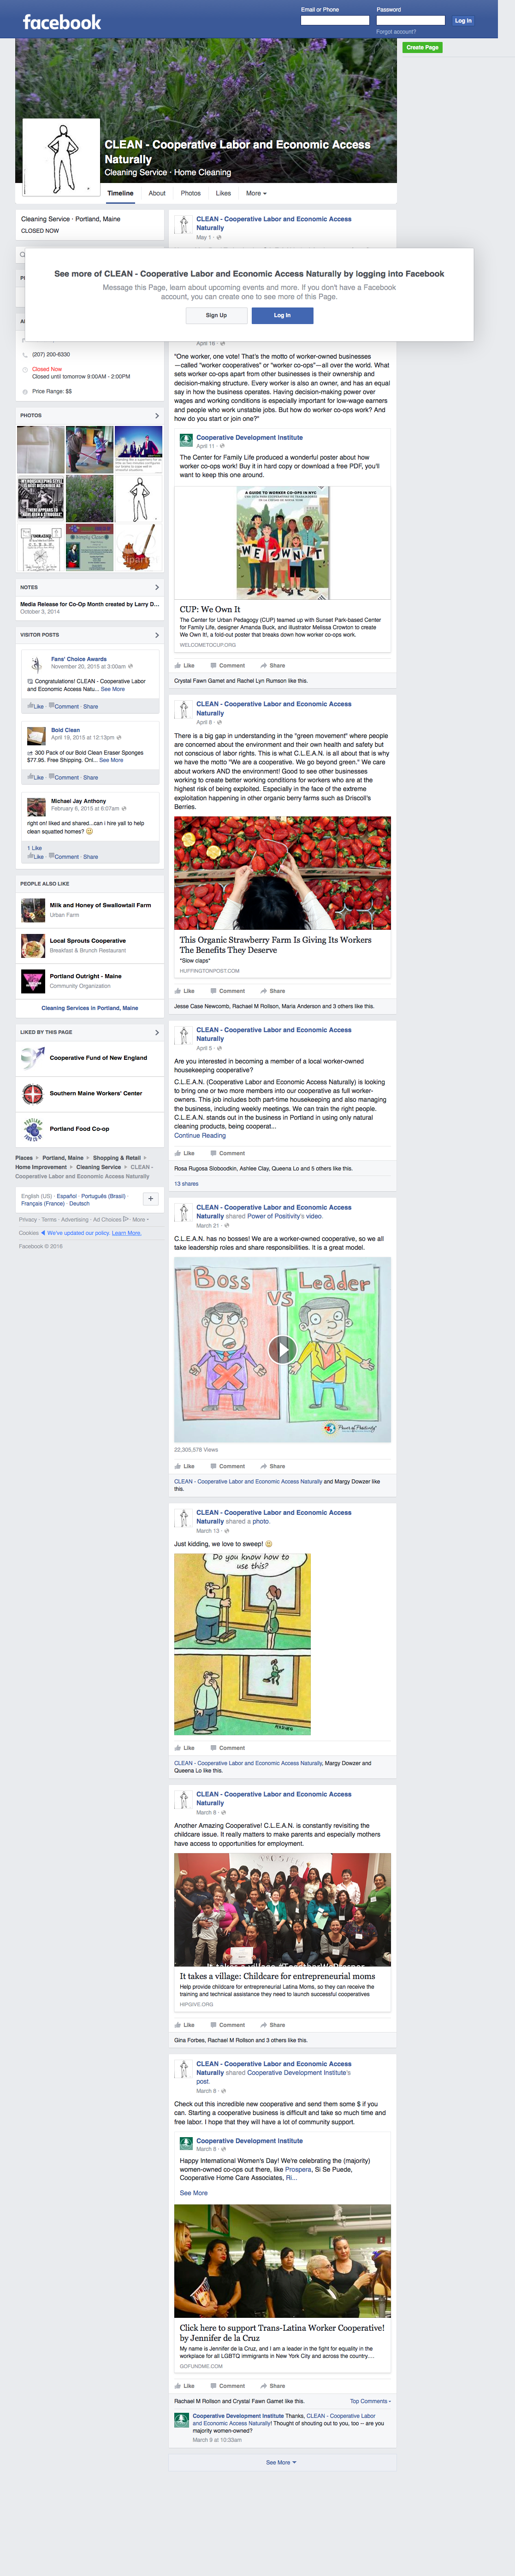 facebook
Email or Phone
Password
Log In
Forgot account?
Create Page
CLEAN - Cooperative Labor and Economic Access
Naturally
Cleaning Service · Home Cleaning
Timeline
About
Photos
Likes
More
Cleaning Service · Portland, Maine
CLOSED NOW
CLEAN - Cooperative Labor and Economic Access
Naturally
May 1 ·
See more of CLEAN - Cooperative Labor and Economic Access Naturally by logging into Facebook
Message this Page, learn about upcoming events and more. If you don't have a Facebook
account, you can create one to see more of this Page.
Sign Up
Log In
(207) 200-6330
Closed Now
Closed until tomorrow 9:00AM - 2:00PM
Price Range: $$
PHOTOS
NOTES
Media Release for Co-Op Month created by Larry D...
October 3, 2014
VISITOR POSTS
Fans' Choice Awards
November 20, 2015 at 3:00am ·
Congratulations! CLEAN - Cooperative Labor
and Economic Access Natu... See More
Like · Comment · Share
Bold Clean
April 19, 2015 at 12:13pm ·
300 Pack of our Bold Clean Eraser Sponges
$77.95. Free Shipping. Onl... See More
Like · Comment · Share
Michael Jay Anthony
February 6, 2015 at 6:07am ·
right on! liked and shared...can i hire yall to help
clean squatted homes?
1 Like
Like · Comment · Share
PEOPLE ALSO LIKE
Milk and Honey of Swallowtail Farm
Urban Farm
Local Sprouts Cooperative
Breakfast & Brunch Restaurant
Portland Outright - Maine
Community Organization
Cleaning Services in Portland, Maine
LIKED BY THIS PAGE
Cooperative Fund of New England
Southern Maine Workers' Center
Portland Food Co-op
Places
Portland, Maine
Shopping & Retail
Home Improvement
Cleaning Service
CLEAN -
Cooperative Labor and Economic Access Naturally
English (US) · Español · Português (Brasil) ·
Français (France) · Deutsch
+
Privacy · Terms · Advertising · Ad Choices · More
Cookies
We've updated our policy. Learn More.
Facebook © 2016
April 18 ·
"One worker, one vote! That's the motto of worker-owned businesses
—called "worker cooperatives" or "worker co-ops"—all over the world. What
sets worker co-ops apart from other businesses is their ownership and
decision-making structure. Every worker is also an owner, and has an equal
say in how the business operates. Having decision-making power over
wages and working conditions is especially important for low-wage earners
and people who work unstable jobs. But how do worker co-ops work? And
how do you start or join one?"
Cooperative Development Institute
April 11 ·
The Center for Family Life produced a wonderful poster about how
worker co-ops work! Buy it in hard copy or download a free PDF, you'll
want to keep this one around.
A GUIDE TO WORKER CO-OPS IN NYC
WE OWN IT
CUP: We Own It
The Center for Urban Pedagogy (CUP) teamed up with Sunset Park-based Center
for Family Life, designer Amanda Buck, and illustrator Melissa Crowton to create
We Own It!, a fold-out poster that breaks down how worker co-ops work.
WELCOMETOCUP.ORG
Like
Comment
Share
Crystal Fawn Gamet and Rachel Lyn Rumson like this.
CLEAN - Cooperative Labor and Economic Access
Naturally
April 8 ·
There is a big gap in understanding in the "green movement" where people
are concerned about the environment and their own health and safety but
not conscious of labor rights. This is what C.L.E.A.N. is all about that is why
we have the motto "We are a cooperative. We go beyond green." We care
about workers AND the environment! Good to see other businesses
working to create better working conditions for workers who are at the
highest risk of being exploited. Especially in the face of the extreme
exploitation happening in other organic berry farms such as Driscoll's
Berries.
This Organic Strawberry Farm Is Giving Its Workers
The Benefits They Deserve
*Slow claps*
HUFFINGTONPOST.COM
Like
Comment
Share
Jesse Case Newcomb, Rachael M Rollson, Maria Anderson and 3 others like this.
CLEAN - Cooperative Labor and Economic Access
Naturally
April 5 ·
Are you interested in becoming a member of a local worker-owned
housekeeping cooperative?
C.L.E.A.N. (Cooperative Labor and Economic Access Naturally) is looking
to bring one or two more members into our cooperative as full worker-
owners. This job includes both part-time housekeeping and also managing
the business, including weekly meetings. We can train the right people.
C.L.E.A.N. stands out in the business in Portland in using only natural
cleaning products, being cooperat...
Continue Reading
Like
Comment
Rosa Rugosa Slobodkin, Ashlee Clay, Queena Lo and 5 others like this.
13 shares
CLEAN - Cooperative Labor and Economic Access
Naturally shared Power of Positivity's video.
March 21 ·
C.L.E.A.N. has no bosses! We are a worker-owned cooperative, so we all
take leadership roles and share responsibilities. It is a great model.
Boss vs Leader
Power of Positivity
22,305,578 Views
Like
Comment
Share
CLEAN - Cooperative Labor and Economic Access Naturally and Margy Dowzer like
this.
CLEAN - Cooperative Labor and Economic Access
Naturally shared a photo.
March 13 ·
Just kidding, we love to sweep!
Do you know how to
use this?
Like
Comment
CLEAN - Cooperative Labor and Economic Access Naturally, Margy Dowzer and
Queena Lo like this.
CLEAN - Cooperative Labor and Economic Access
Naturally
March 8 ·
Another Amazing Cooperative! C.L.E.A.N. is constantly revisiting the
childcare issue. It really matters to make parents and especially mothers
have access to opportunities for employment.
It takes a village: Childcare for entrepreneurial moms
Help provide childcare for entrepreneurial Latina Moms, so they can receive the
training and technical assistance they need to launch successful cooperatives
HIPGIVE.ORG
Like
Comment
Share
Gina Forbes, Rachael M Rollson and 3 others like this.
CLEAN - Cooperative Labor and Economic Access
Naturally shared Cooperative Development Institute's
post.
March 8 ·
Check out this incredible new cooperative and send them some $ if you
can. Starting a cooperative business is difficult and take so much time and
free labor. I hope that they will have a lot of community support.
Cooperative Development Institute
March 8 ·
Happy International Women's Day! We're celebrating the (majority)
women-owned co-ops out there, like Prospera, Si Se Puede,
Cooperative Home Care Associates, Ri...
See More
Click here to support Trans-Latina Worker Cooperative!
by Jennifer de la Cruz
My name is Jennifer de la Cruz, and I am a leader in the fight for equality in the
workplace for all LGBTQ immigrants in New York City and across the country....
GOFUNDME.COM
Like
Comment
Share
Rachael M Rollson and Crystal Fawn Gamet like this.
Top Comments
Cooperative Development Institute Thanks, CLEAN - Cooperative Labor
and Economic Access Naturally! Thought of shouting out to you, too -- are you
majority women-owned?
March 9 at 10:33am
See More